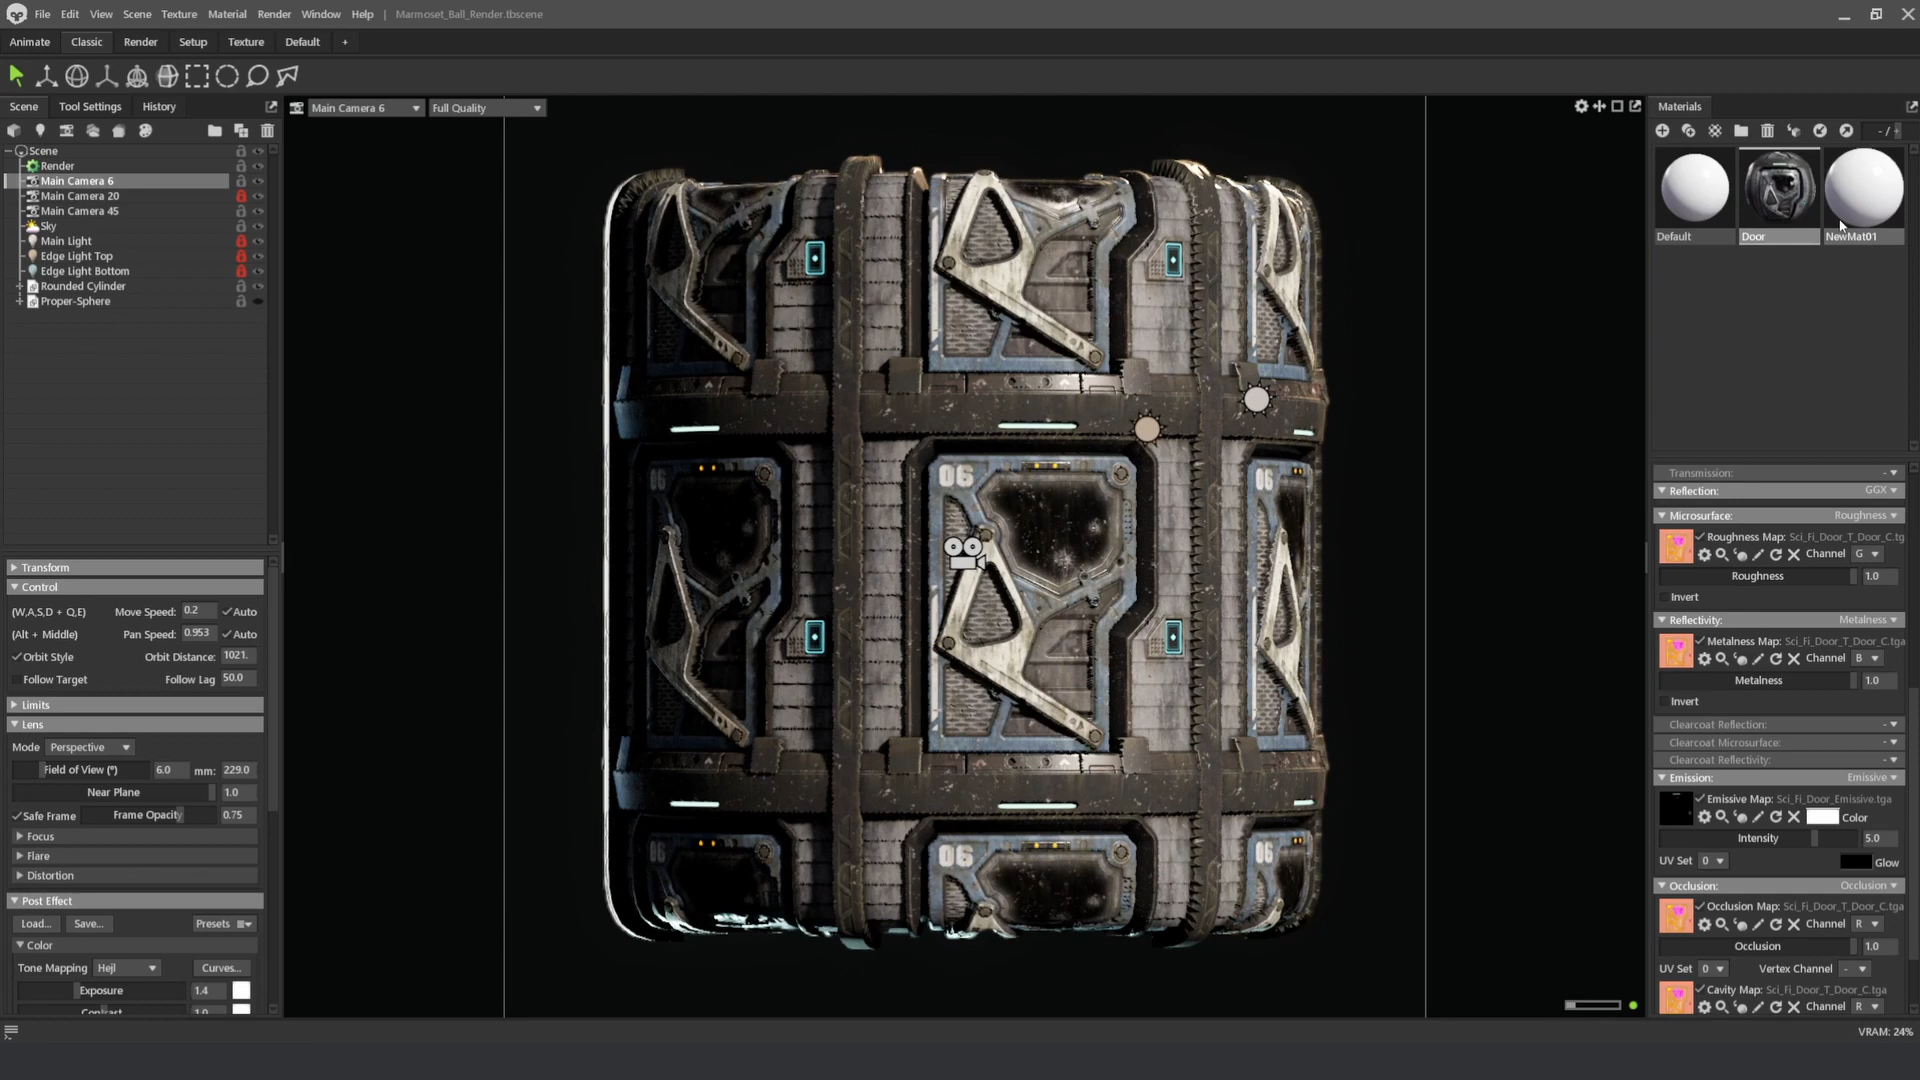 File Edit View Scene Texture Material Render Window Help | Marmoset_Ball_Render.tbscene
Animate Classic Render Setup Texture Default +
Scene Tool Settings History
Main Camera 6 Full Quality
Materials
- /
Scene
Render
Main Camera 6
Main Camera 20
Main Camera 45
Sky
Main Light
Edge Light Top
Edge Light Bottom
Rounded Cylinder
Proper-Sphere
Transform
Control
(W,A,S,D + Q,E) Move Speed: 0.2 Auto
(Alt + Middle) Pan Speed: 0.953 Auto
Orbit Style Orbit Distance: 1021.
Follow Target Follow Lag 50.0
Limits
Lens
Mode Perspective
Field of View (°) 6.0 mm: 229.0
Near Plane 1.0
Safe Frame Frame Opacity 0.75
Focus
Flare
Distortion
Post Effect
Load... Save... Presets
Color
Tone Mapping Hejl Curves...
Exposure 1.4
Contrast 1.0
06 06 06
06 06 06
Default Door NewMat01
Transmission: -
Reflection: GGX
Microsurface: Roughness
Roughness Map: Sci_Fi_Door_T_Door_C.tg
Channel G
Roughness 1.0
Invert
Reflectivity: Metalness
Metalness Map: Sci_Fi_Door_T_Door_C.tga
Channel B
Metalness 1.0
Invert
Clearcoat Reflection: -
Clearcoat Microsurface: -
Clearcoat Reflectivity: -
Emission: Emissive
Emissive Map: Sci_Fi_Door_Emissive.tga
Color
Intensity 5.0
UV Set 0 Glow
Occlusion: Occlusion
Occlusion Map: Sci_Fi_Door_T_Door_C.tga
Channel R
Occlusion 1.0
UV Set 0 Vertex Channel -
Cavity Map: Sci_Fi_Door_T_Door_C.tga
Channel R
VRAM: 24%